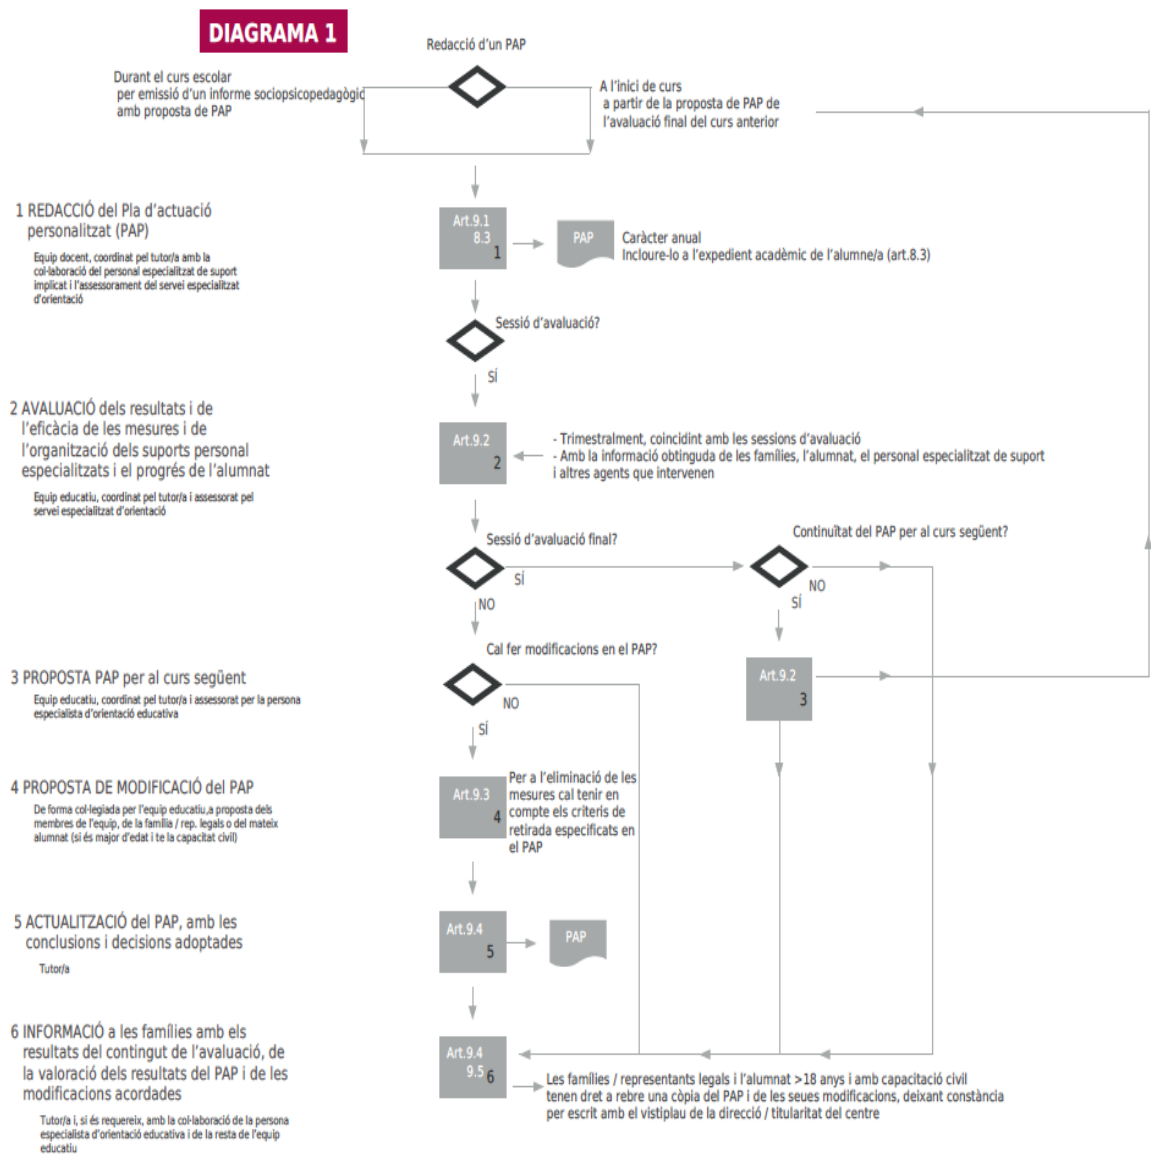 DIAGRAMA 1
Redacció d'un PAP
Durant el curs escolar
per emissió d'un informe sociopsicopedagògic
amb proposta de PAP
A l'inici de curs
a partir de la proposta de PAP de
l'avaluació final del curs anterior
1 REDACCIÓ del Pla d'actuació
personalitzat (PAP)
Equip docent, coordinat pel tutor/a amb la
col·laboració del personal especialitzat de suport
implicat i l'assessorament del servei especialitzat
d'orientació
Art.9.1
8.3
1
PAP
Caràcter anual
Incloure-lo a l'expedient acadèmic de l'alumne/a (art.8.3)
Sessió d'avaluació?
SÍ
2 AVALUACIÓ dels resultats i de
l'eficàcia de les mesures i de
l'organització dels suports personal
especialitzats i el progrés de l'alumnat
Equip educatiu, coordinat pel tutor/a i assessorat pel
servei especialitzat d'orientació
Art.9.2
2
- Trimestralment, coincidint amb les sessions d'avaluació
- Amb la informació obtinguda de les famílies, l'alumnat, el personal especialitzat de suport
i altres agents que intervenen
Sessió d'avaluació final?
SÍ
NO
Continuïtat del PAP per al curs següent?
NO
SÍ
Cal fer modificacions en el PAP?
NO
SÍ
3 PROPOSTA PAP per al curs següent
Equip educatiu, coordinat pel tutor/a i assessorat per la persona
especialista d'orientació educativa
Art.9.2
3
4 PROPOSTA DE MODIFICACIÓ del PAP
De forma col·legiada per l'equip educatiu,a proposta dels
membres de l'equip, de la família / rep. legals o del mateix
alumnat (si és major d'edat i te la capacitat civil)
Art.9.3
4
Per a l'eliminació de les
mesures cal tenir en
compte els criteris de
retirada especificats en
el PAP
5 ACTUALITZACIÓ del PAP, amb les
conclusions i decisions adoptades
Tutor/a
Art.9.4
5
PAP
6 INFORMACIÓ a les famílies amb els
resultats del contingut de l'avaluació, de
la valoració dels resultats del PAP i de les
modificacions acordades
Tutor/a i, si és requereix, amb la col·laboració de la persona
especialista d'orientació educativa i de la resta de l'equip
educatiu
Art.9.4
9.5
6
Les famílies / representants legals i l'alumnat >18 anys i amb capacitació civil
tenen dret a rebre una còpia del PAP i de les seues modificacions, deixant constància
per escrit amb el vistiplau de la direcció / titularitat del centre